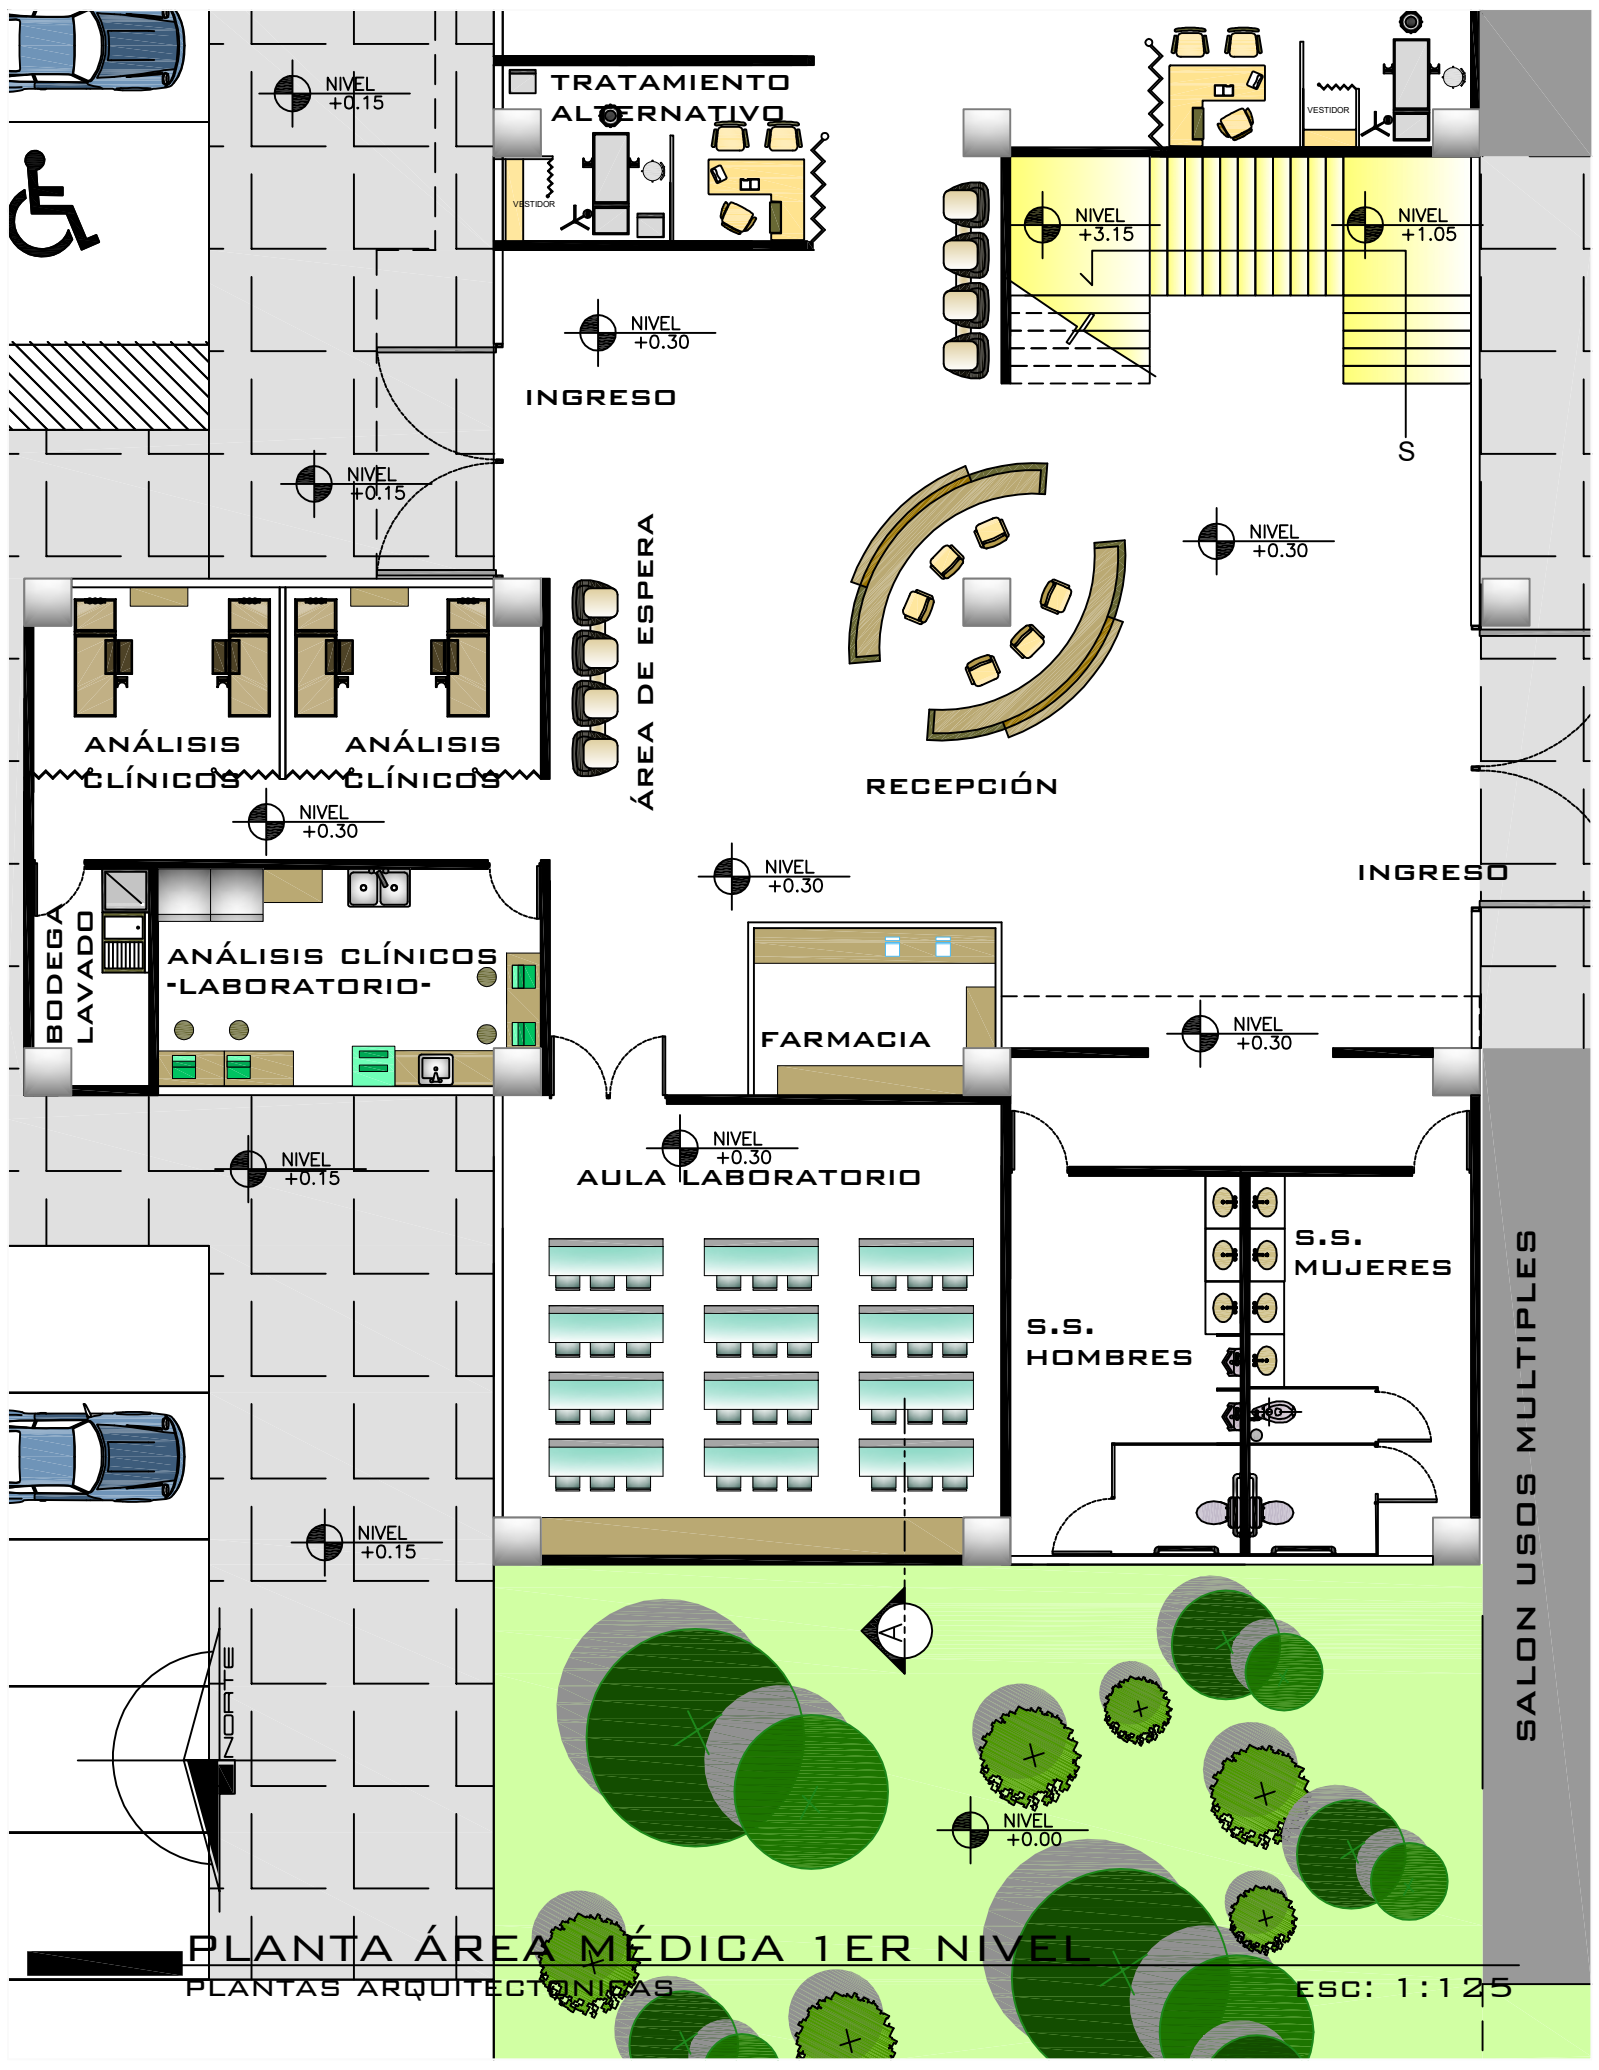 NIVEL
+0.15
TRATAMIENTO
ALTERNATIVO
VESTIDOR
VESTIDOR
NIVEL
+3.15
NIVEL
+1.05
NIVEL
+0.30
INGRESO
S
NIVEL
+0.15
NIVEL
+0.30
ÁREA DE ESPERA
ANÁLISIS
CLÍNICOS
ANÁLISIS
CLÍNICOS
RECEPCIÓN
NIVEL
+0.30
NIVEL
+0.30
INGRESO
BODEGA
LAVADO
ANÁLISIS CLÍNICOS
-LABORATORIO-
FARMACIA
NIVEL
+0.30
NIVEL
+0.15
NIVEL
+0.30
AULA LABORATORIO
S.S.
MUJERES
S.S.
HOMBRES
SALON USOS MULTIPLES
NIVEL
+0.15
A
NORTE
NIVEL
+0.00
PLANTA ÁREA MÉDICA 1ER NIVEL
PLANTAS ARQUITECTONICAS
ESC: 1:125